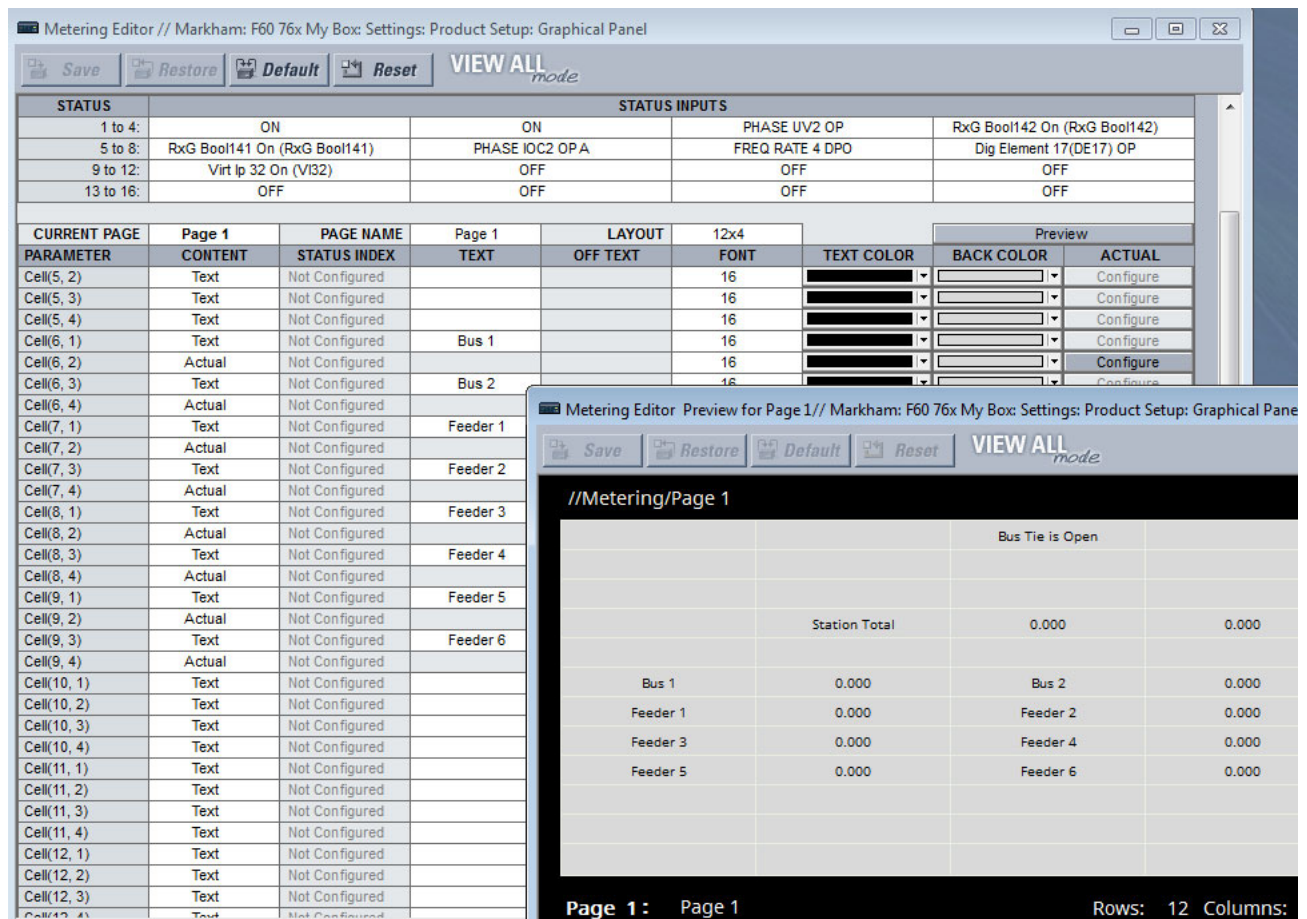 Metering Editor // Markham: F60 76x My Box: Settings: Product Setup: Graphical Panel
Save Restore Default Reset VIEW ALL mode
STATUS STATUS INPUTS
1 to 4: ON ON PHASE UV2 OP RxG Bool142 On (RxG Bool142)
5 to 8: RxG Bool141 On (RxG Bool141) PHASE IOC2 OP A FREQ RATE 4 DPO Dig Element 17(DE17) OP
9 to 12: Virt Ip 32 On (VI32) OFF OFF OFF
13 to 16: OFF OFF OFF OFF
CURRENT PAGE Page 1 PAGE NAME Page 1 LAYOUT 12x4 Preview
PARAMETER CONTENT STATUS INDEX TEXT OFF TEXT FONT TEXT COLOR BACK COLOR ACTUAL
Cell(5, 2) Text Not Configured 16 Configure
Cell(5, 3) Text Not Configured 16 Configure
Cell(5, 4) Text Not Configured 16 Configure
Cell(6, 1) Text Not Configured Bus 1 16 Configure
Cell(6, 2) Actual Not Configured 16 Configure
Cell(6, 3) Text Not Configured Bus 2 16 Configure
Cell(6, 4) Actual Not Configured
Cell(7, 1) Text Not Configured Feeder 1
Cell(7, 2) Actual Not Configured
Cell(7, 3) Text Not Configured Feeder 2
Cell(7, 4) Actual Not Configured
Cell(8, 1) Text Not Configured Feeder 3
Cell(8, 2) Actual Not Configured
Cell(8, 3) Text Not Configured Feeder 4
Cell(8, 4) Actual Not Configured
Cell(9, 1) Text Not Configured Feeder 5
Cell(9, 2) Actual Not Configured
Cell(9, 3) Text Not Configured Feeder 6
Cell(9, 4) Actual Not Configured
Cell(10, 1) Text Not Configured
Cell(10, 2) Text Not Configured
Cell(10, 3) Text Not Configured
Cell(10, 4) Text Not Configured
Cell(11, 1) Text Not Configured
Cell(11, 2) Text Not Configured
Cell(11, 3) Text Not Configured
Cell(11, 4) Text Not Configured
Cell(12, 1) Text Not Configured
Cell(12, 2) Text Not Configured
Cell(12, 3) Text Not Configured
Cell(12, 4) Text Not Configured
Metering Editor Preview for Page 1// Markham: F60 76x My Box: Settings: Product Setup: Graphical Pane
Save Restore Default Reset VIEW ALL mode
//Metering/Page 1
Bus Tie is Open
Station Total 0.000 0.000
Bus 1 0.000 Bus 2 0.000
Feeder 1 0.000 Feeder 2 0.000
Feeder 3 0.000 Feeder 4 0.000
Feeder 5 0.000 Feeder 6 0.000
Page 1: Page 1 Rows: 12 Columns: